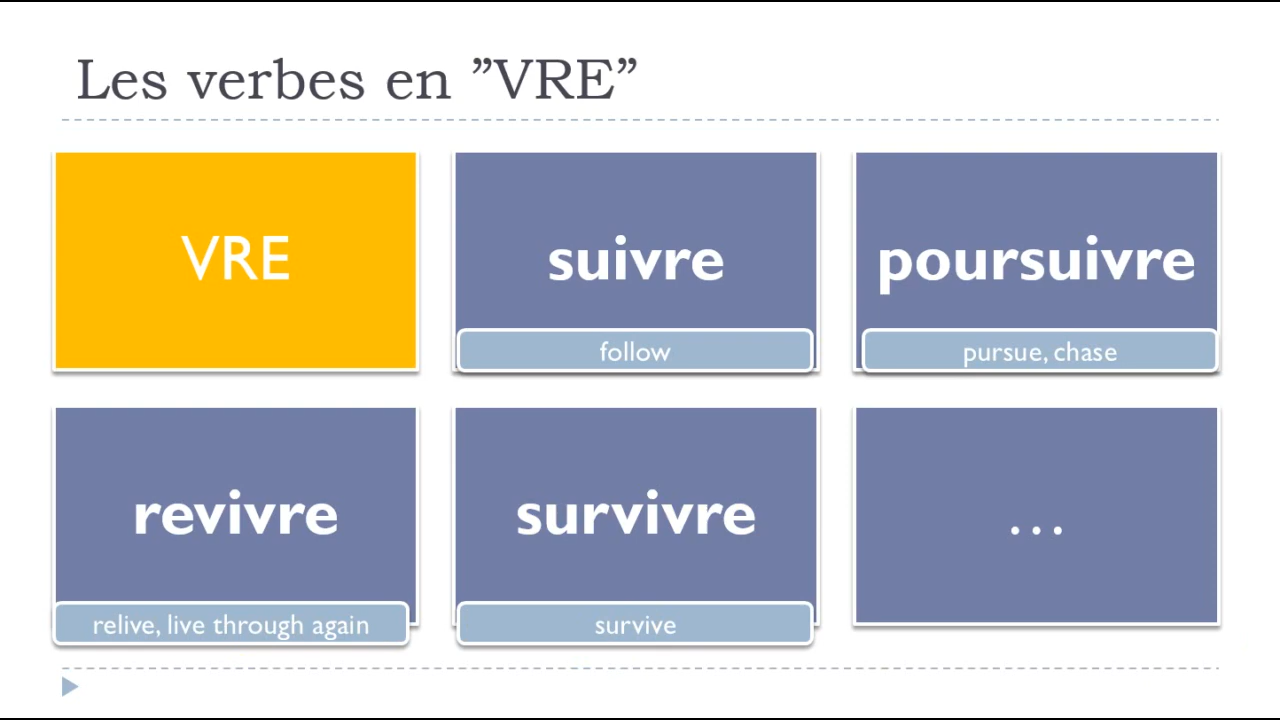 Les verbes en ”VRE”
VRE
suivre
follow
poursuivre
pursue, chase
revivre
relive, live through again
survivre
survive
...